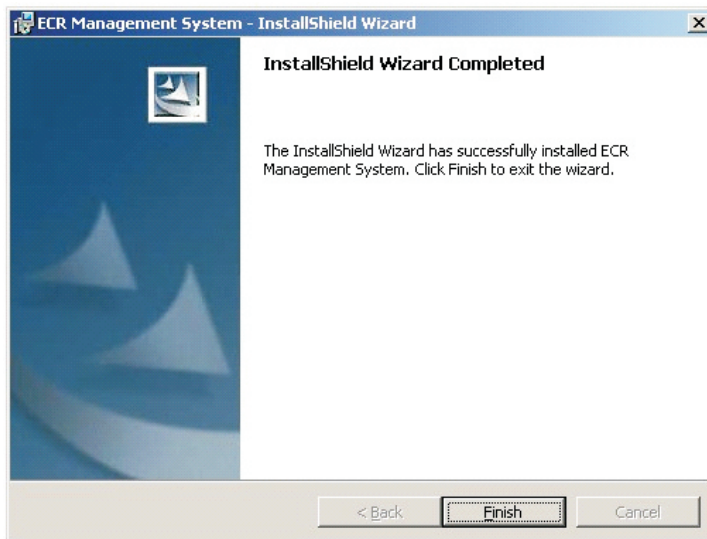 ECR Management System - InstallShield Wizard
InstallShield Wizard Completed
The InstallShield Wizard has successfully installed ECR
Management System. Click Finish to exit the wizard.
< Back
Finish
Cancel